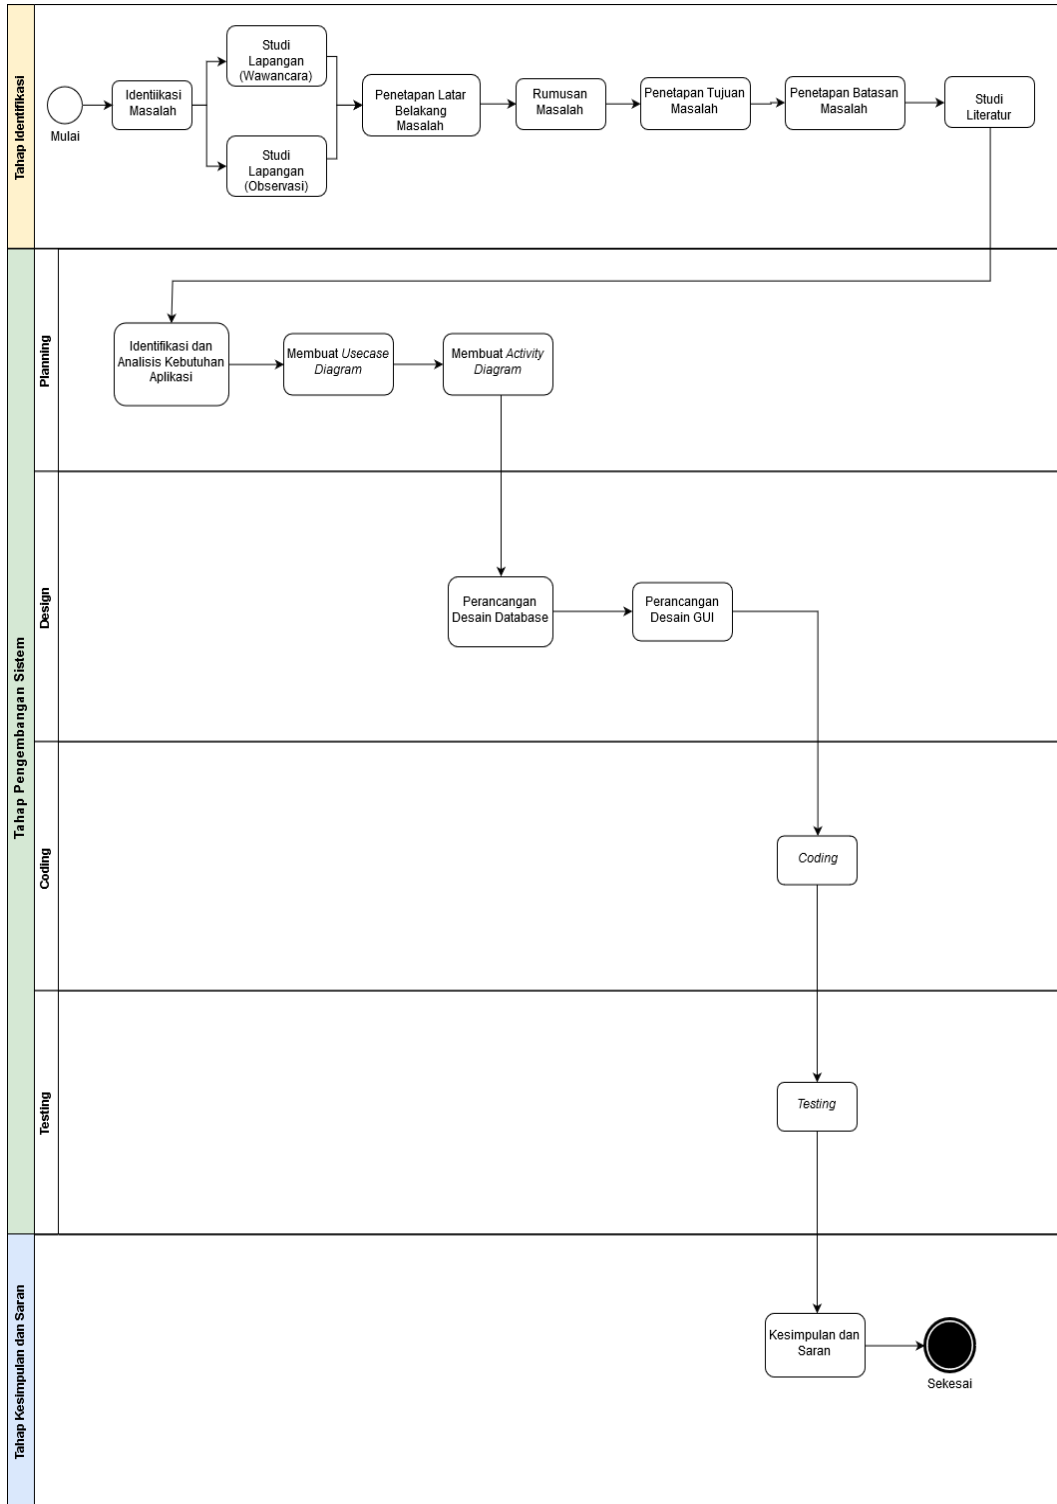 Tahap Identifikasi
Mulai
Identiikasi
Masalah
Studi
Lapangan
(Wawancara)
Studi
Lapangan
(Observasi)
Penetapan Latar
Belakang
Masalah
Rumusan
Masalah
Penetapan Tujuan
Masalah
Penetapan Batasan
Masalah
Studi
Literatur
Tahap Pengembangan Sistem
Planning
Identifikasi dan
Analisis Kebutuhan
Aplikasi
Membuat Usecase
Diagram
Membuat Activity
Diagram
Design
Perancangan
Desain Database
Perancangan
Desain GUI
Coding
Coding
Testing
Testing
Tahap Kesimpulan dan Saran
Kesimpulan dan
Saran
Sekesai